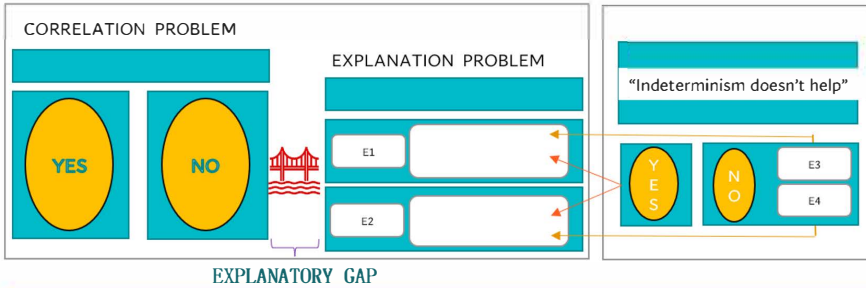 CORRELATION PROBLEM
YES
NO
EXPLANATION PROBLEM
E1
E2
EXPLANATORY GAP
“Indeterminism doesn’t help”
YES
NO
E3
E4